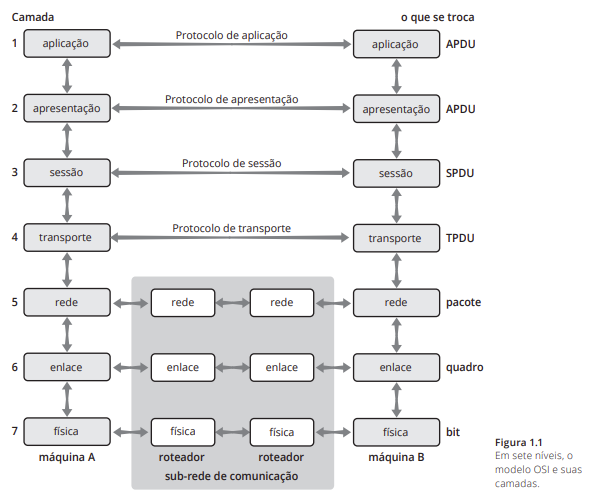 Camada o que se troca
1 aplicação Protocolo de aplicação aplicação APDU
2 apresentação Protocolo de apresentação apresentação APDU
3 sessão Protocolo de sessão sessão SPDU
4 transporte Protocolo de transporte transporte TPDU
5 rede rede rede rede pacote
6 enlace enlace enlace enlace quadro
7 física física física física bit
máquina A roteador roteador máquina B
sub-rede de comunicação
Figura 1.1
Em sete níveis, o
modelo OSI e suas
camadas.